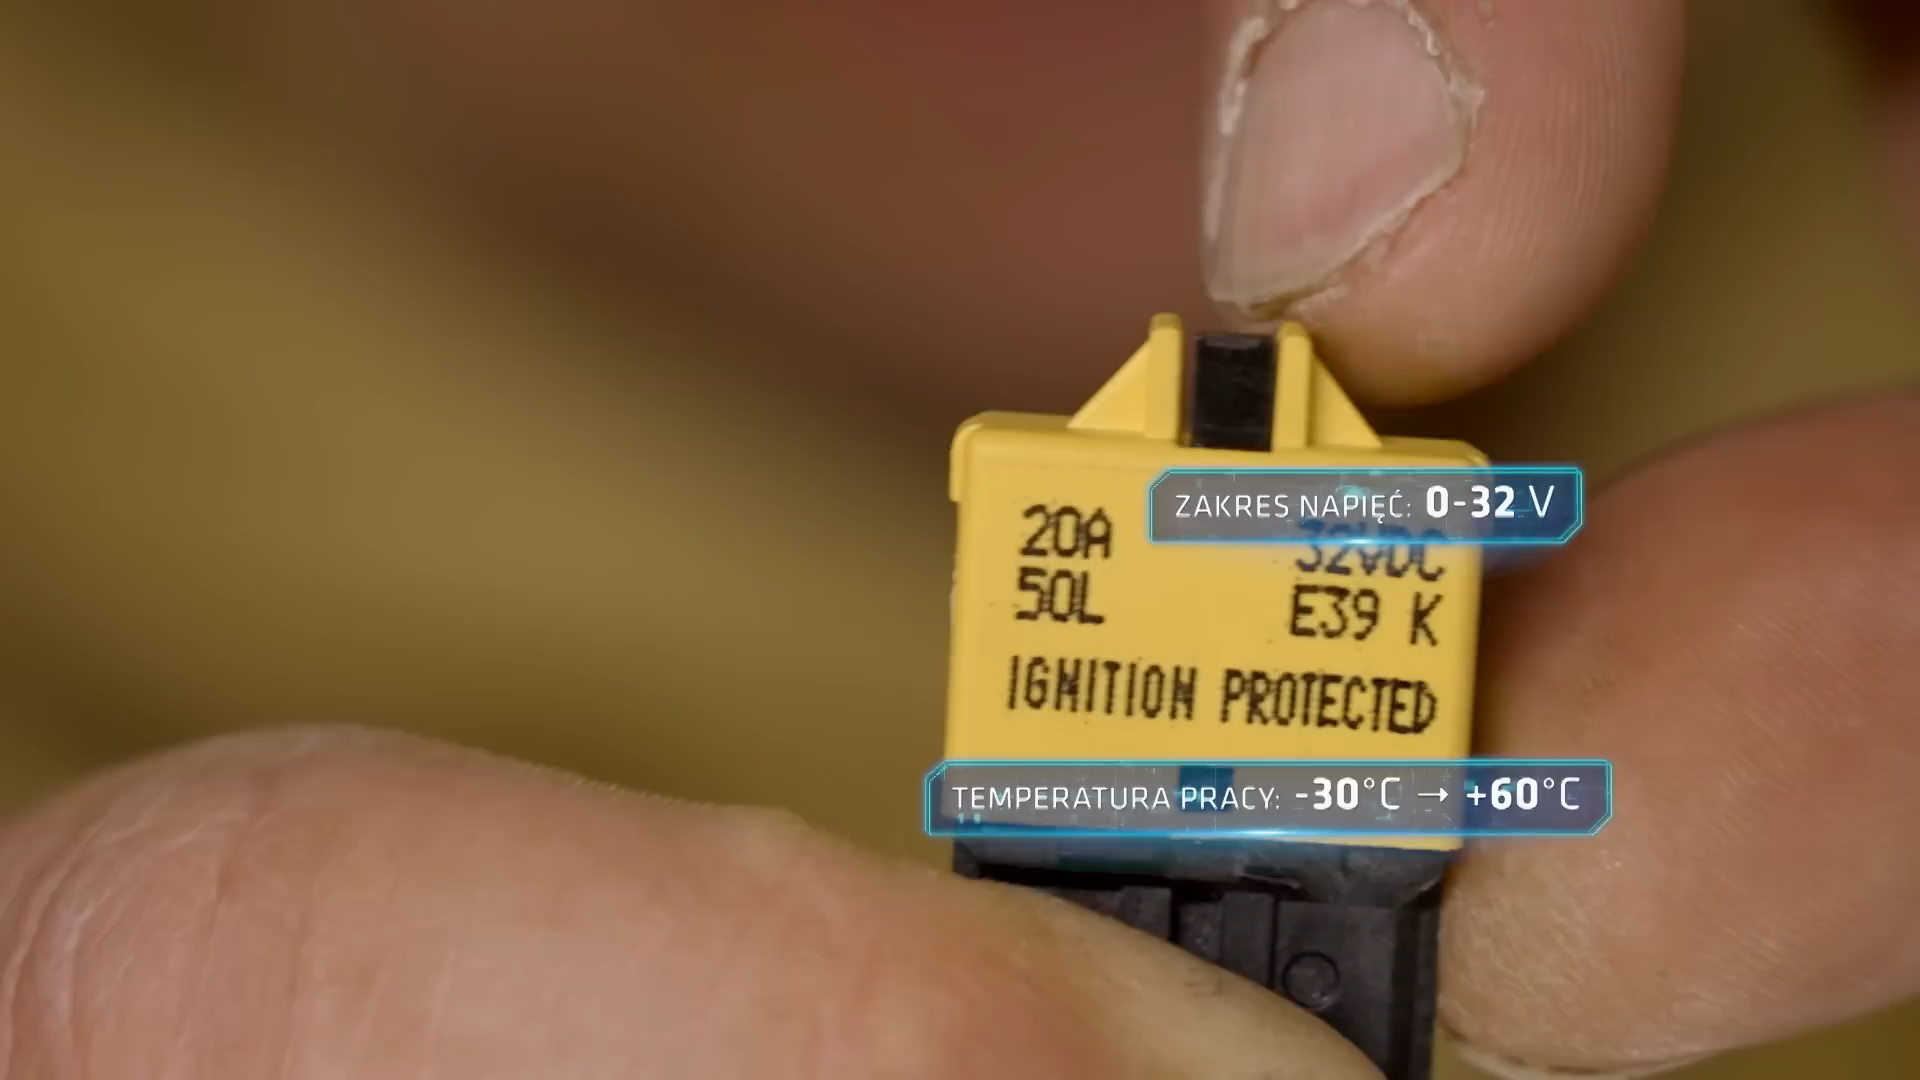 ZAKRES NAPIĘĆ: 0-32 V
20A 32VDC
50L E39 K
IGNITION PROTECTED
TEMPERATURA PRACY: -30°C → +60°C